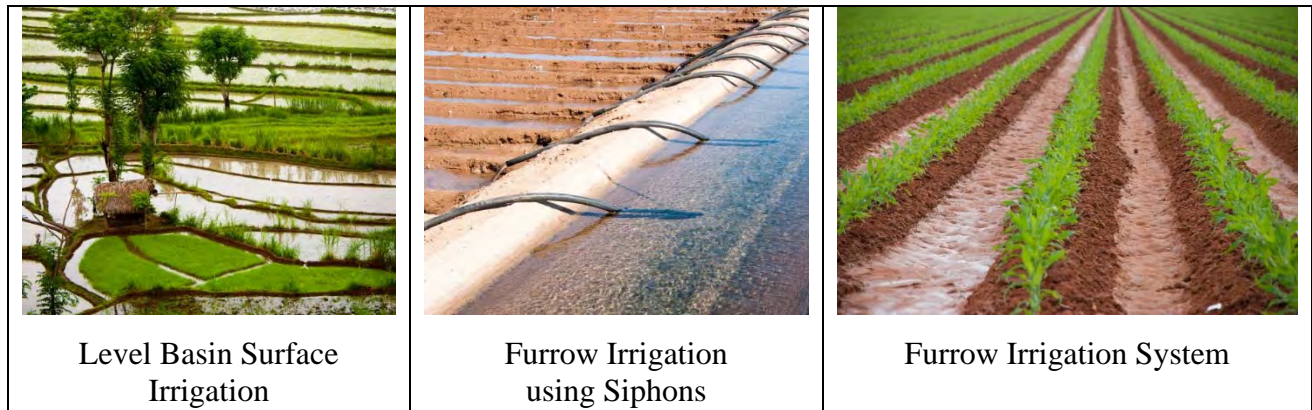 Level Basin Surface
Irrigation
Furrow Irrigation
using Siphons
Furrow Irrigation System